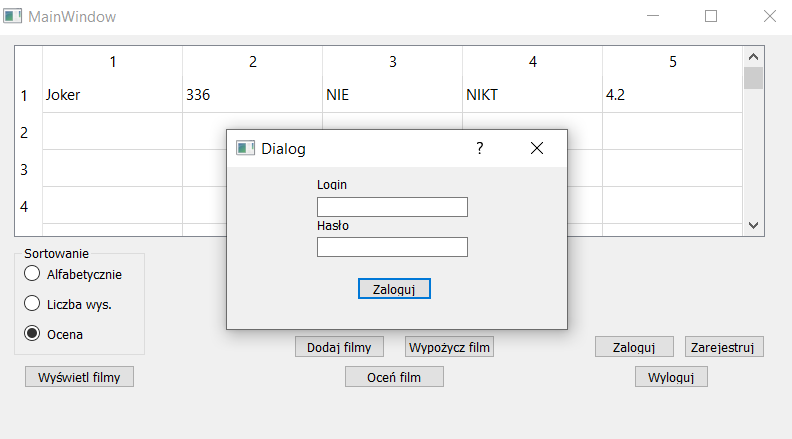 MainWindow
1 2 3 4 5
1 Joker 336 NIE NIKT 4.2
2
3
4
Dialog ?
Login
Hasło
Zaloguj
Sortowanie
Alfabetycznie
Liczba wys.
Ocena
Dodaj filmy Wypożycz film Zaloguj Zarejestruj
Wyświetl filmy Oceń film Wyloguj